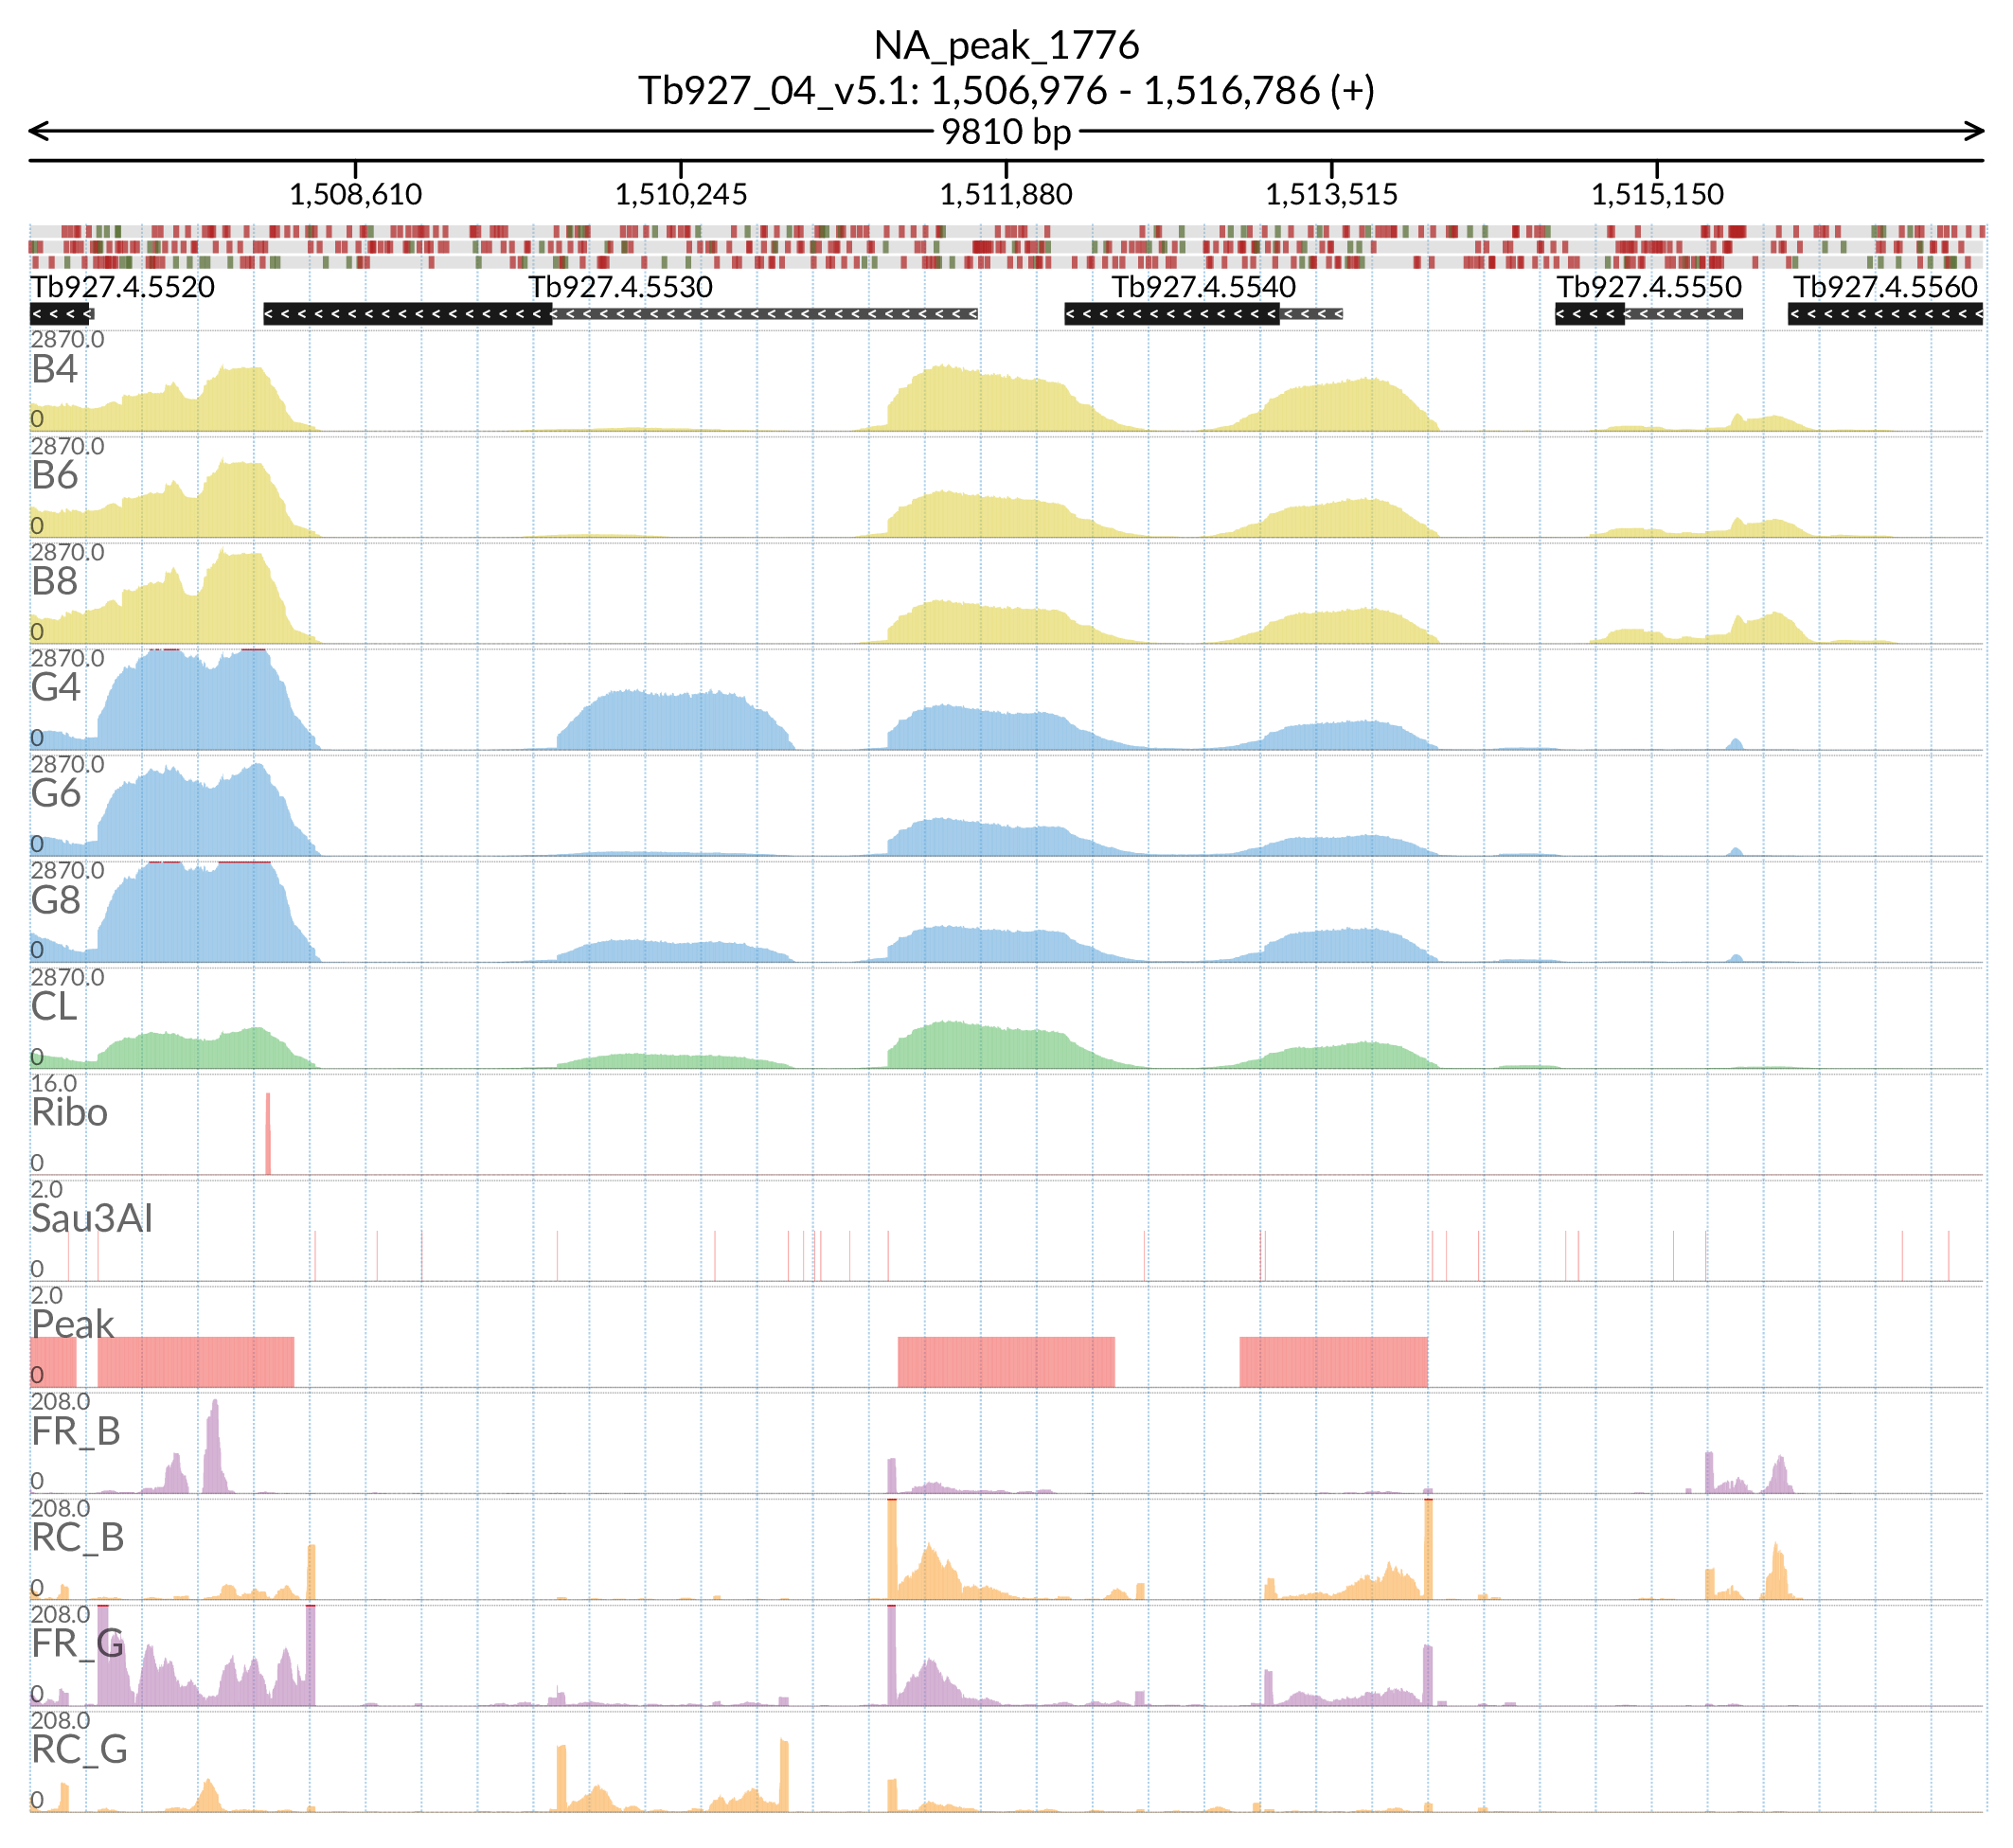 NA_peak_1776
Tb927_04_v5.1: 1,506,976 - 1,516,786 (+)
9810 bp
1,508,610 1,510,245 1,511,880 1,513,515 1,515,150
Tb927.4.5520 Tb927.4.5530 Tb927.4.5540 Tb927.4.5550 Tb927.4.5560
2870.0
B4
0
2870.0
B6
0
2870.0
B8
0
2870.0
G4
0
2870.0
G6
0
2870.0
G8
0
2870.0
CL
0
16.0
Ribo
0
2.0
Sau3AI
0
2.0
Peak
0
208.0
FR_B
0
208.0
RC_B
0
208.0
FR_G
0
208.0
RC_G
0